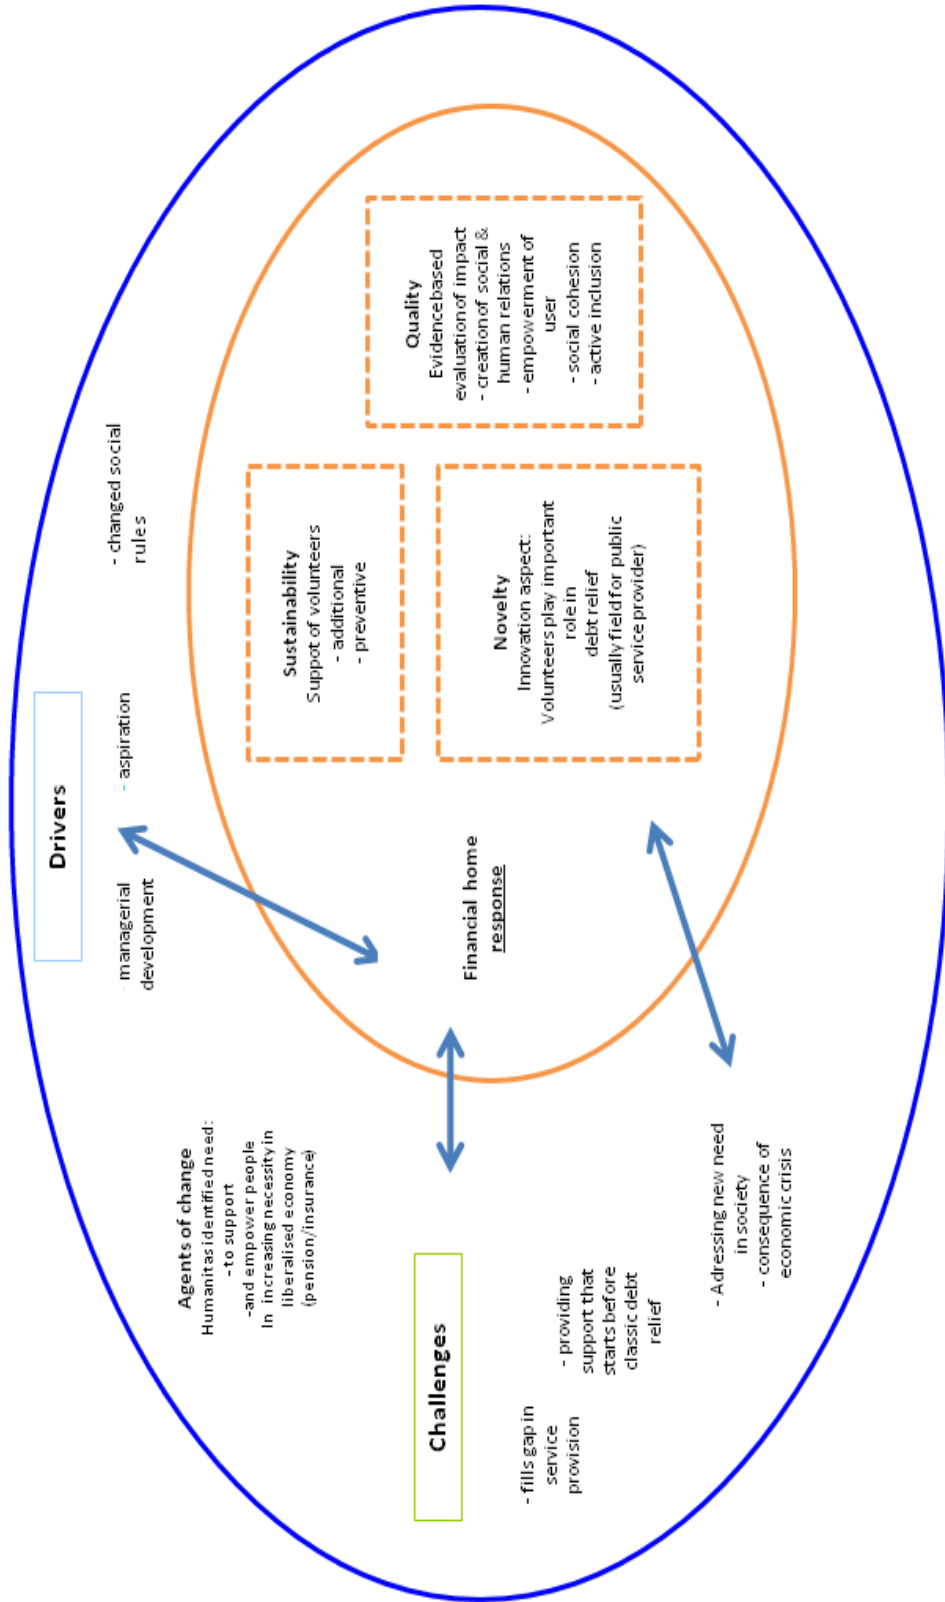 Drivers
- managerial
development
- aspiration
- changed social
rules
Agents of change
Humanitas identified need:
- to support
-and empower people
In increasing necessity in
liberalised economy
(pension/insurance)
Challenges
- fills gap in
service
provision
- providing
support that
starts before
classic debt
relief
- Adressing new need
in society
- consequence of
economic crisis
Financial home
response
Sustainability
Suppot of volunteers
- additional
- preventive
Novelty
Innovation aspect:
Volunteers play important
role in
debt relief
(usually field for public
service provider)
Quality
Evidencebased
evaluation of impact
- creation of social &
human relations
- empowerment of
user
- social cohesion
- active inclusion